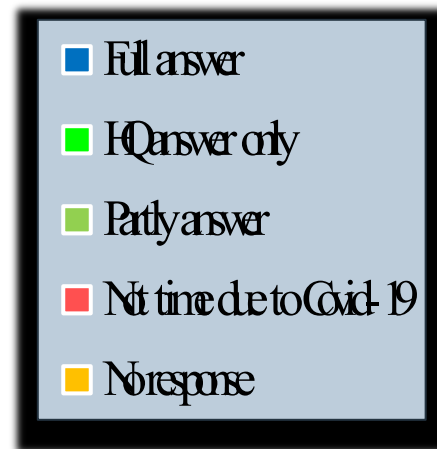 Full answer
HQ answer only
Partly answer
Not time due to Covid-19
No response